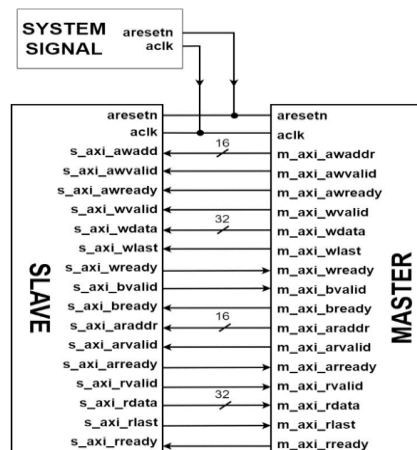 SYSTEM
SIGNAL
aresetn
aclk
SLAVE
aresetn
aclk
s_axi_awadd
s_axi_awvalid
s_axi_awready
s_axi_wvalid
s_axi_wdata
s_axi_wlast
s_axi_wready
s_axi_bvalid
s_axi_bready
s_axi_araddr
s_axi_arvalid
s_axi_arready
s_axi_rvalid
s_axi_rdata
s_axi_rlast
s_axi_rready
16
32
16
32
aresetn
aclk
m_axi_awaddr
m_axi_awvalid
m_axi_awready
m_axi_wvalid
m_axi_wdata
m_axi_wlast
m_axi_wready
m_axi_bvalid
m_axi_bready
m_axi_araddr
m_axi_arvalid
m_axi_arready
m_axi_rvalid
m_axi_rdata
m_axi_rlast
m_axi_rready
MASTER